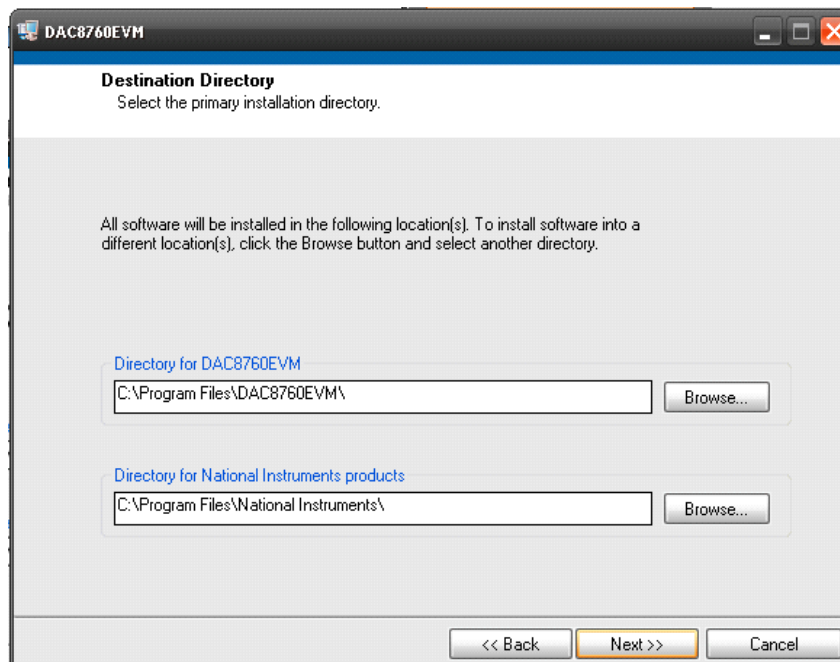 DAC8760EVM
Destination Directory
Select the primary installation directory.
All software will be installed in the following location(s). To install software into a
different location(s), click the Browse button and select another directory.
Directory for DAC8760EVM
C:\Program Files\DAC8760EVM\
Browse...
Directory for National Instruments products
C:\Program Files\National Instruments\
Browse...
<< Back
Next >>
Cancel